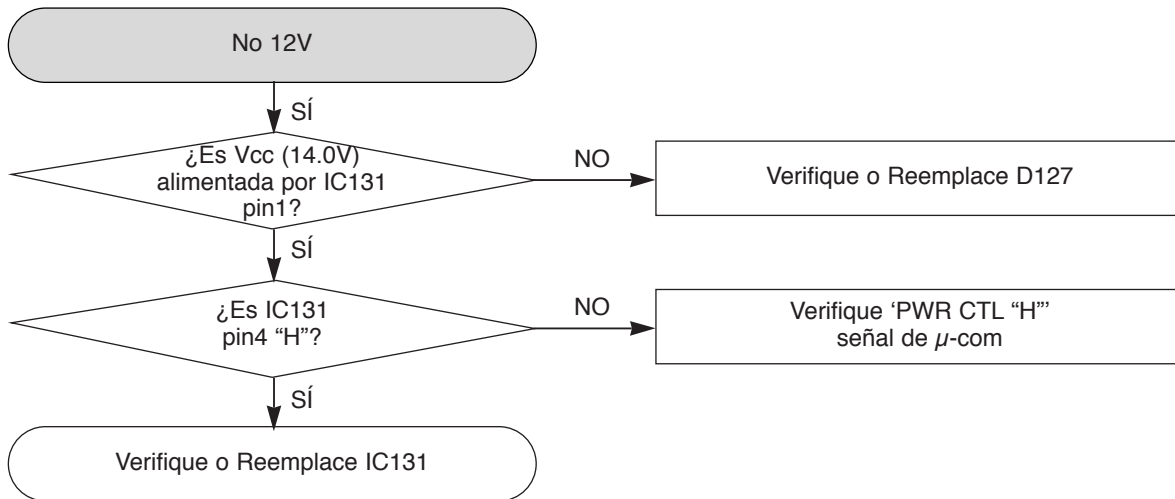 No 12V
SÍ
¿Es Vcc (14.0V)
alimentada por IC131
pin1?
NO
Verifique o Reemplace D127
SÍ
¿Es IC131
pin4 “H”?
NO
Verifique ‘PWR CTL “H”’
señal de µ-com
SÍ
Verifique o Reemplace IC131